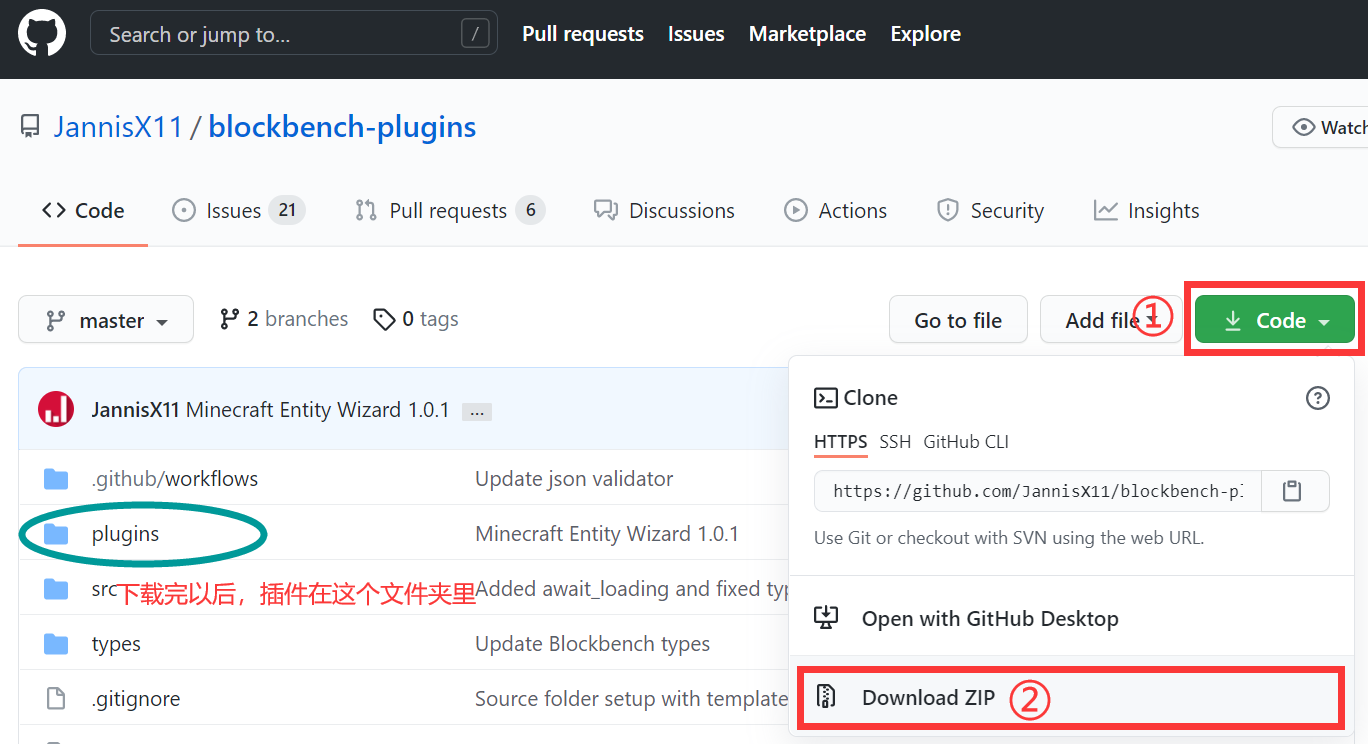 Search or jump to... /
Pull requests Issues Marketplace Explore
JannisX11 / blockbench-plugins
Watch
Code Issues 21 Pull requests 6 Discussions Actions Security Insights
master 2 branches 0 tags Go to file Add file ① Code
JannisX11 Minecraft Entity Wizard 1.0.1 ...
.github/workflows Update json validator
plugins Minecraft Entity Wizard 1.0.1
src 下载完以后，插件在这个文件夹里 Added await_loading and fixed typ
types Update Blockbench types
.gitignore Source folder setup with template
Clone
HTTPS SSH GitHub CLI
https://github.com/JannisX11/blockbench-pl
Use Git or checkout with SVN using the web URL.
Open with GitHub Desktop
Download ZIP ②